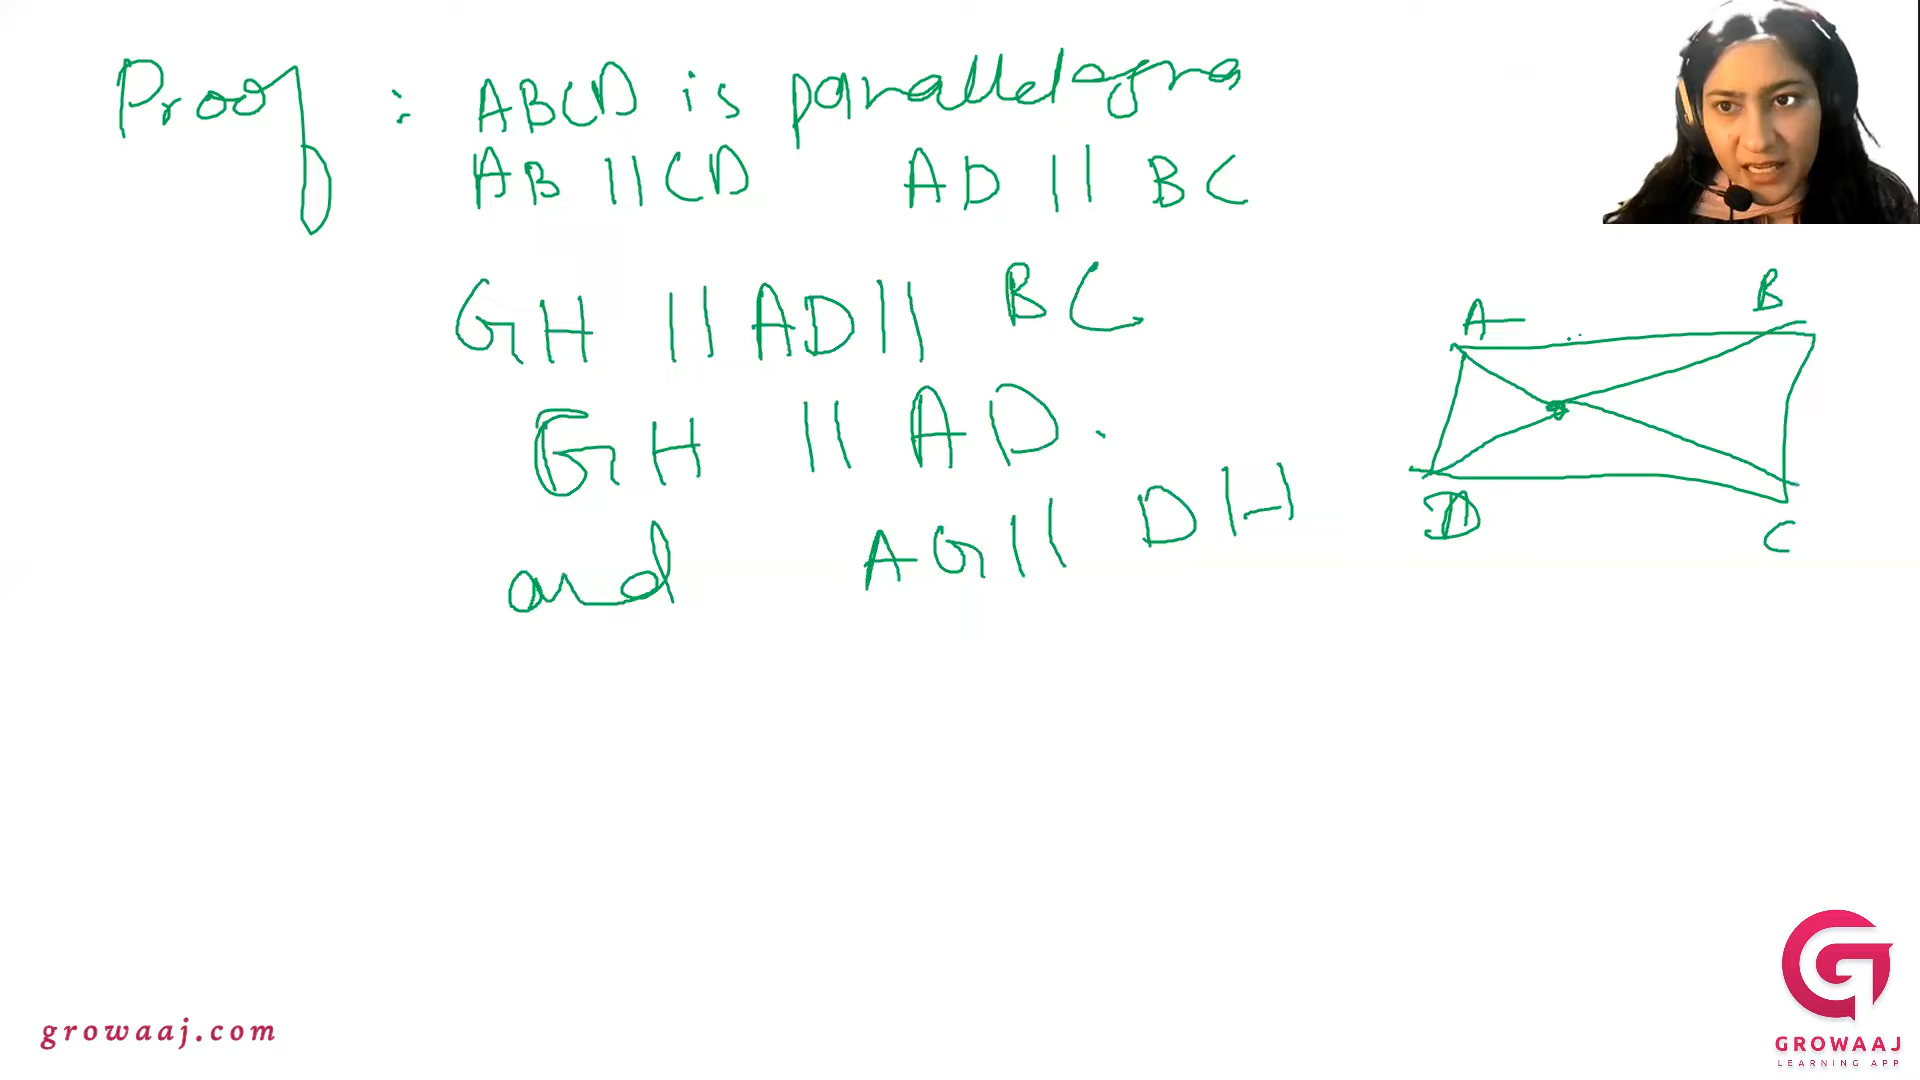 Proof : ABCD is parallelogra
AB || CD AD || BC
GH || AD || BC
GH || AD.
and AG || DH
A B
D C
growaaj.com
GROWAAJ
LEARNING APP